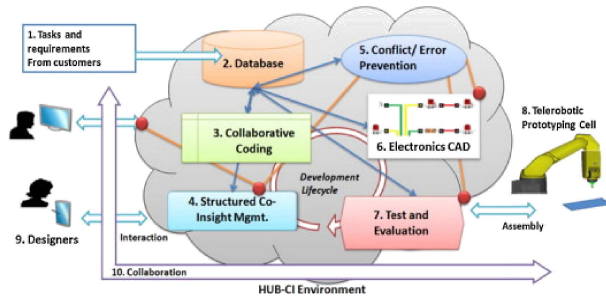 1. Tasks and
requirements
From customers
2. Database
5. Conflict/ Error
Prevention
3. Collaborative
Coding
6. Electronics CAD
8. Telerobotic
Prototyping Cell
Development
Lifecycle
4. Structured Co-
Insight Mgmt.
7. Test and
Evaluation
9. Designers
Interaction
Assembly
10. Collaboration
HUB-CI Environment